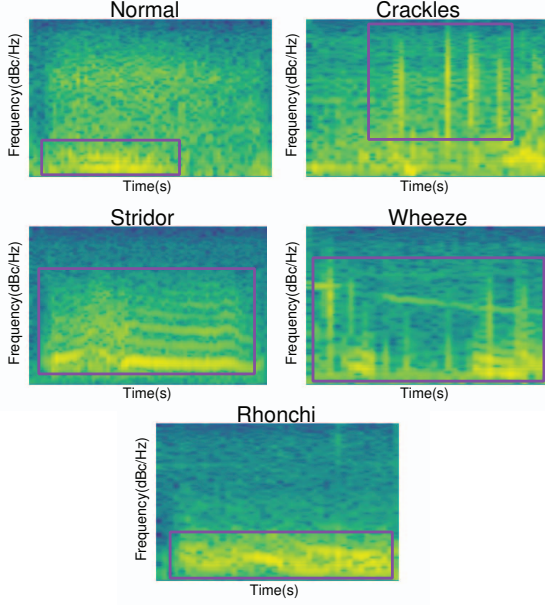 Normal
Frequency(dBc/Hz)
Time(s)
Crackles
Frequency(dBc/Hz)
Time(s)
Stridor
Frequency(dBc/Hz)
Time(s)
Wheeze
Frequency(dBc/Hz)
Time(s)
Rhonchi
Frequency(dBc/Hz)
Time(s)